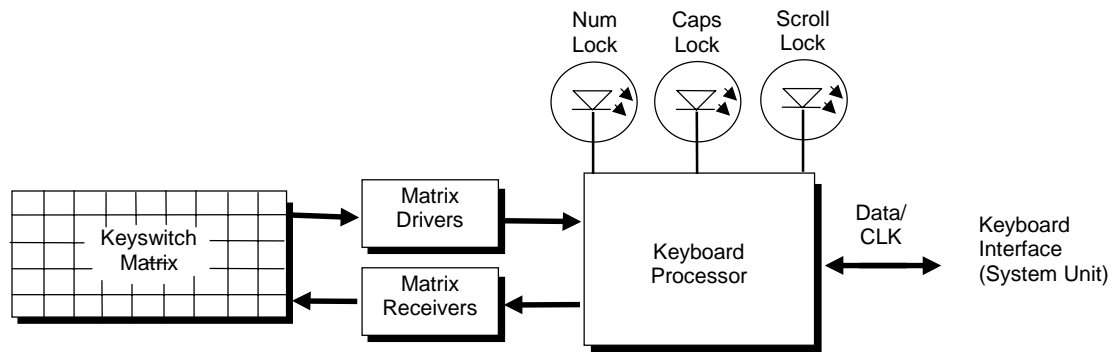 Num
Lock
Caps
Lock
Scroll
Lock
Keyswitch
Matrix
Matrix
Drivers
Matrix
Receivers
Keyboard
Processor
Data/
CLK
Keyboard
Interface
(System Unit)